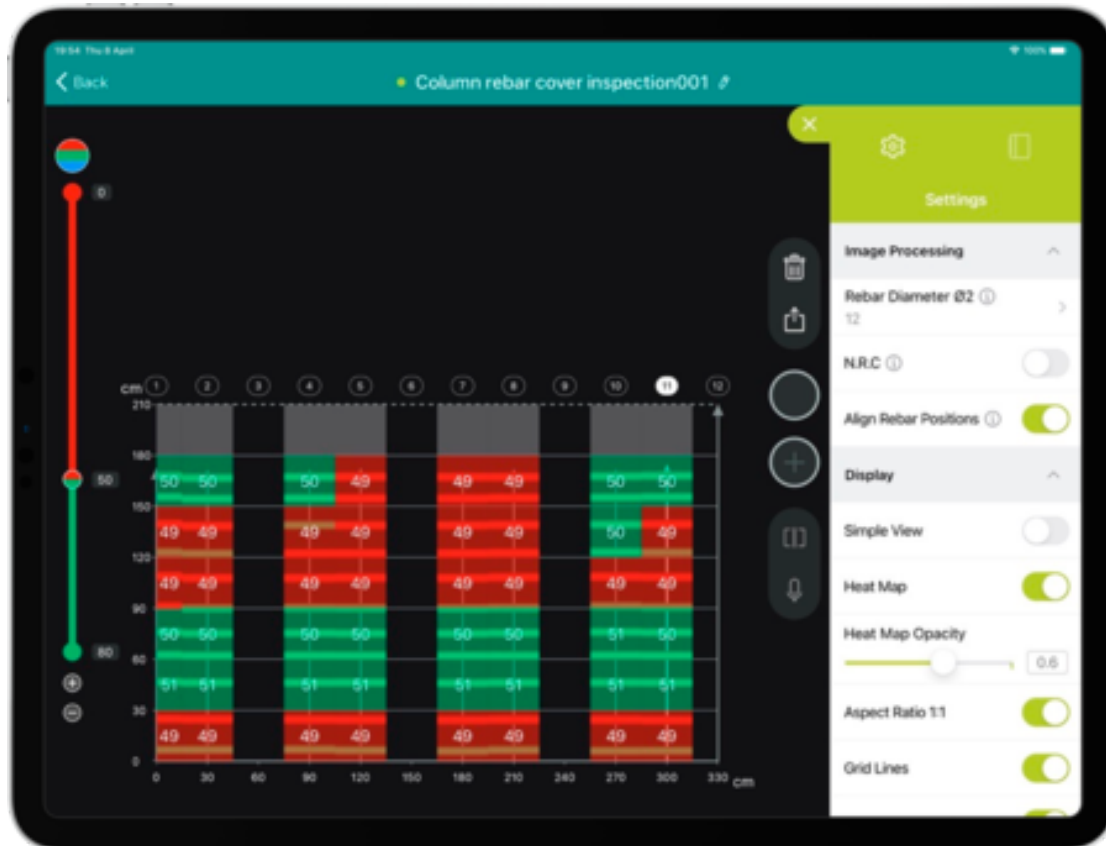 19:54 Thu 8 April
100%
Back
Column rebar cover inspection001
Settings
Image Processing
Rebar Diameter Ø2
12
N.R.C
Align Rebar Positions
Display
Simple View
Heat Map
Heat Map Opacity
0.6
Aspect Ratio 1:1
Grid Lines
0
50
80
cm 1 2 3 4 5 6 7 8 9 10 11 12
210
180
50 50 50 49 49 49 50 50
150
49 49 49 49 49 49 50 49
120
49 49 49 49 49 49 49 49
90
50 50 50 50 50 50 51 50
60
51 51 51 51 51 51 51 51
30
49 49 49 49 49 49 49 49
0
0 30 60 90 120 150 180 210 240 270 300 330 cm